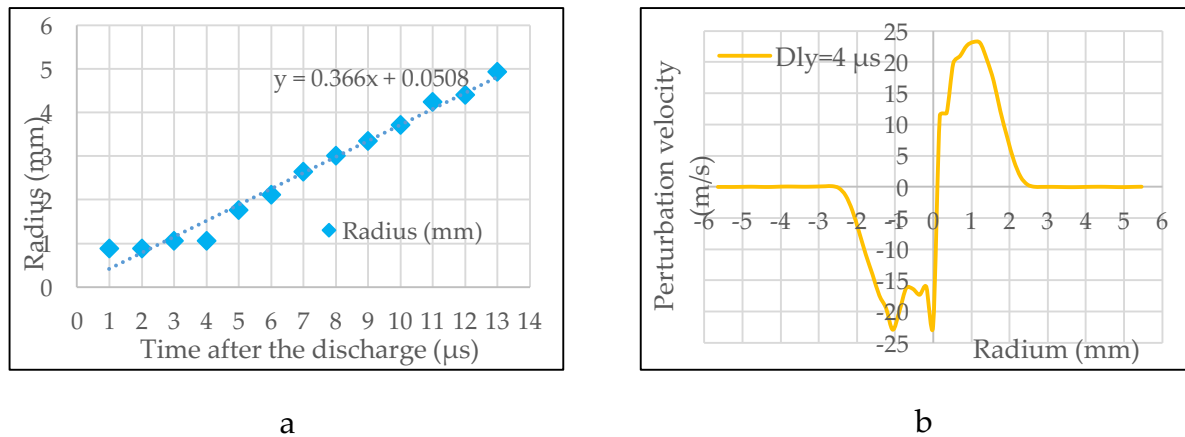 6
5
4
3
2
1
0
Radius (mm)
y = 0.366x + 0.0508
Radius (mm)
0 1 2 3 4 5 6 7 8 9 10 11 12 13 14
Time after the discharge (µs)
a
Perturbation velocity
(m/s)
Dly=4 µs
25
20
15
10
5
0
-5
-10
-15
-20
-25
-6 -5 -4 -3 -2 -1 0 1 2 3 4 5 6
Radium (mm)
b